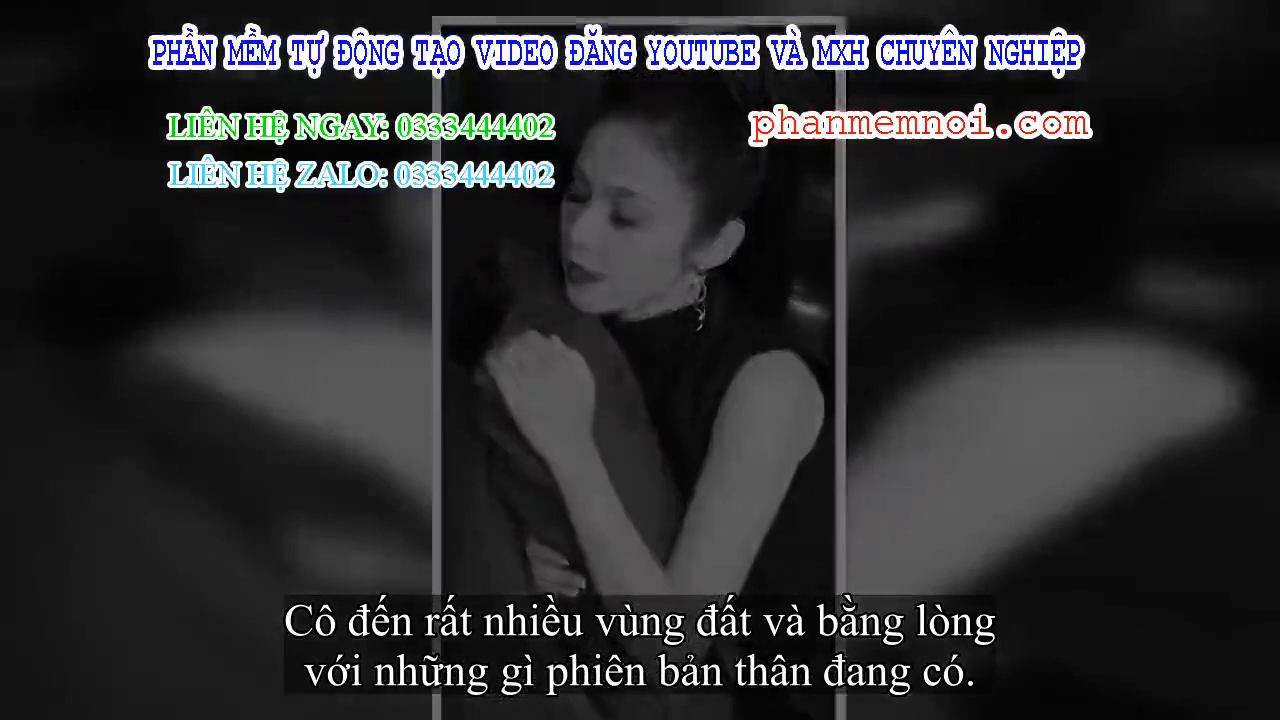 PHẦN MỀM TỰ ĐỘNG TẠO VIDEO ĐĂNG YOUTUBE VÀ MXH CHUYÊN NGHIỆP
LIÊN HỆ NGAY: 0333444402
phanmemnoi.com
LIÊN HỆ ZALO: 0333444402
Cô đến rất nhiều vùng đất và bằng lòng
với những gì phiên bản thân đang có.